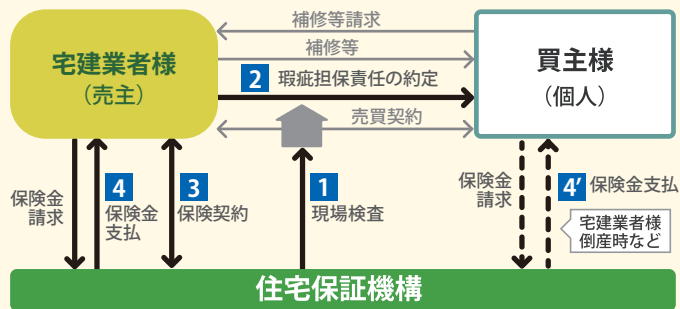 補修等請求
補修等
宅建業者様
（売主）
2 瑕疵担保責任の約定
買主様
（個人）
売買契約
保険金
請求
4
保険金
支払
3
保険契約
1
現場検査
保険金
請求
4’ 保険金支払
宅建業者様
倒産時など
住宅保証機構